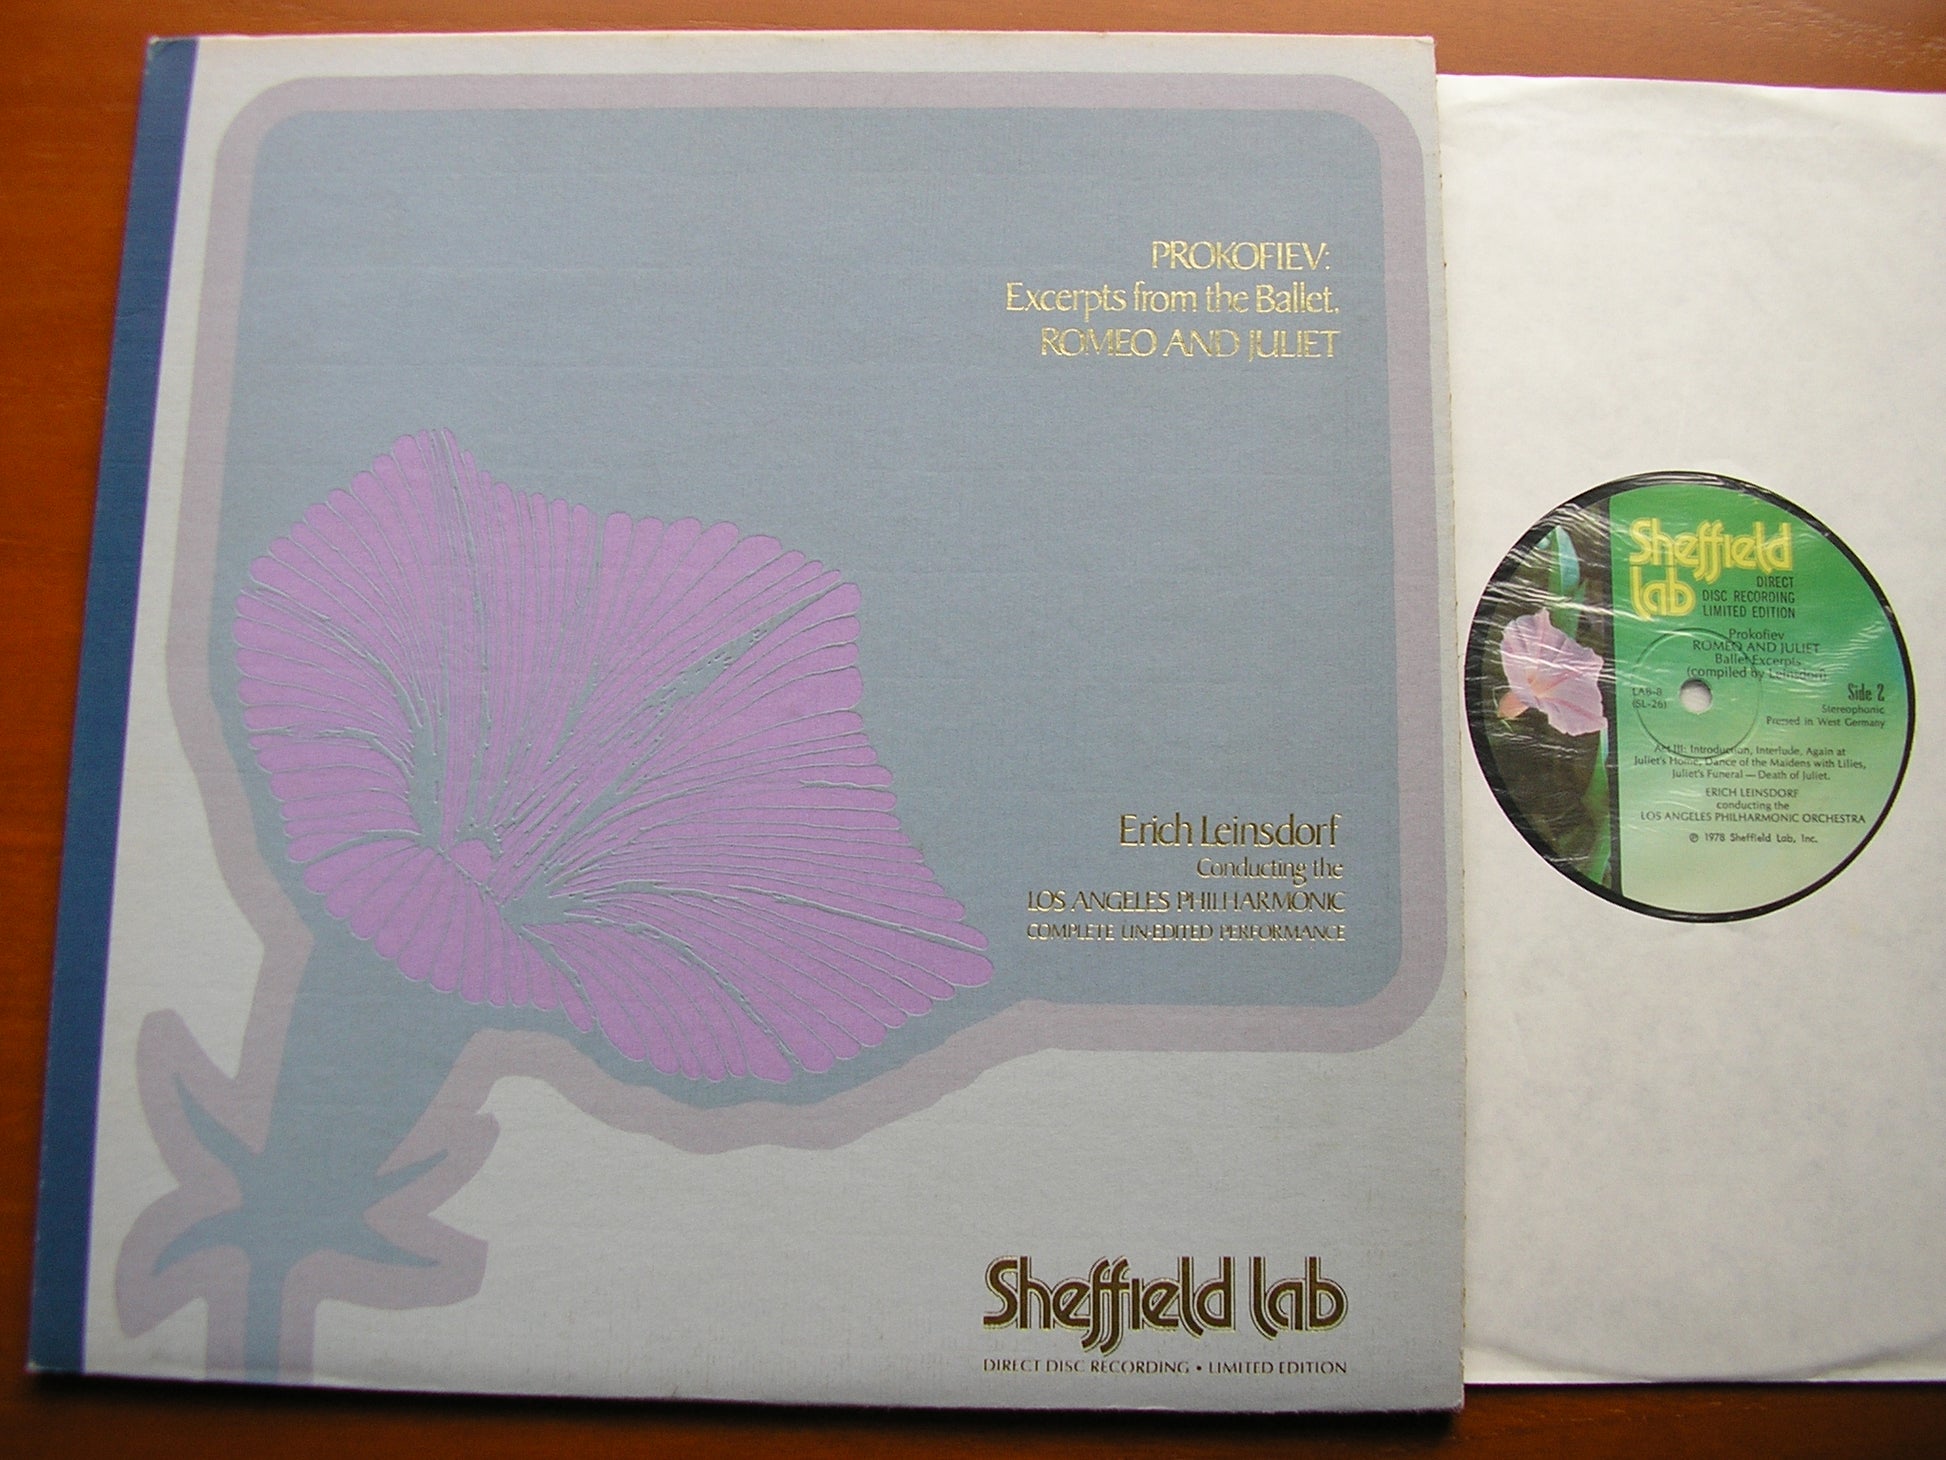 PROKOFIEV:
Excerpts from the Ballet,
ROMEO AND JULIET
Erich Leinsdorf
Conducting the
LOS ANGELES PHILHARMONIC
COMPLETE UN-EDITED PERFORMANCE
Sheffield Lab
DIRECT DISC RECORDING • LIMITED EDITION
Sheffield
Lab
DIRECT
DISC RECORDING
LIMITED EDITION
Prokofiev
ROMEO AND JULIET
Ballet Excerpts
(compiled by Leinsdorf)
LAB-8
(SL-26)
Side 2
Stereophonic
Pressed in West Germany
Act III: Introduction, Interlude, Again at
Juliet's Home, Dance of the Maidens with Lilies,
Juliet's Funeral — Death of Juliet.
ERICH LEINSDORF
conducting the
LOS ANGELES PHILHARMONIC ORCHESTRA
℗ 1978 Sheffield Lab, Inc.